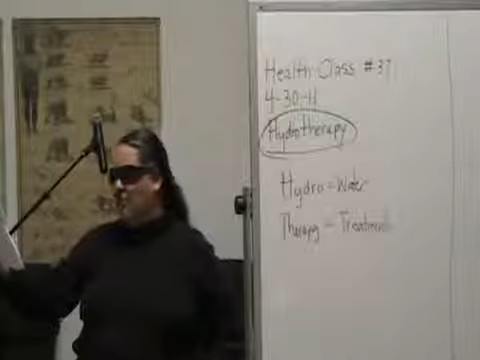 Health Class #37
4-30-11
Hydrotherapy
Hydro = Water
Therapy = Treatment